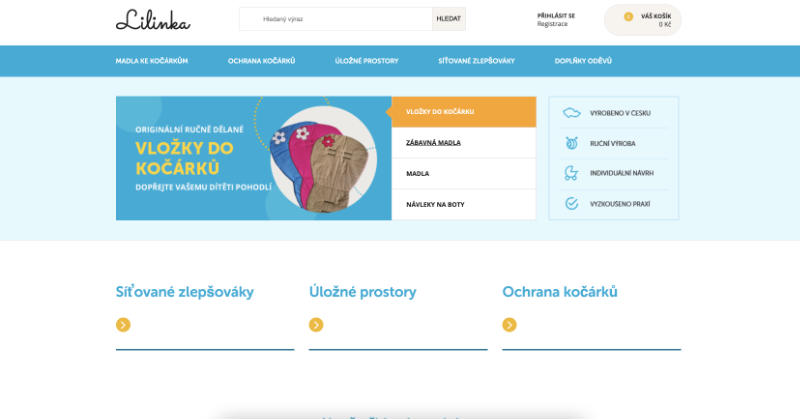 Lilinka
Hledaný výraz
HLEDAT
PŘIHLÁSIT SE
Registrace
0
VÁŠ KOŠÍK
0 Kč
MADLA KE KOČÁRKŮM
OCHRANA KOČÁRKŮ
ÚLOŽNÉ PROSTORY
SÍŤOVANÉ ZLEPŠOVÁKY
DOPLŇKY ODĚVŮ
ORIGINÁLNÍ RUČNĚ DĚLANÉ
VLOŽKY DO
KOČÁRKŮ
DOPŘEJTE VAŠEMU DÍTĚTI POHODLÍ
VLOŽKY DO KOČÁRKU
ZÁBAVNÁ MADLA
MADLA
NÁVLEKY NA BOTY
VYROBENO V ČESKU
RUČNÍ VÝROBA
INDIVIDUÁLNÍ NÁVRH
VYZKOUŠENO PRAXÍ
Síťované zlepšováky
Úložné prostory
Ochrana kočárků